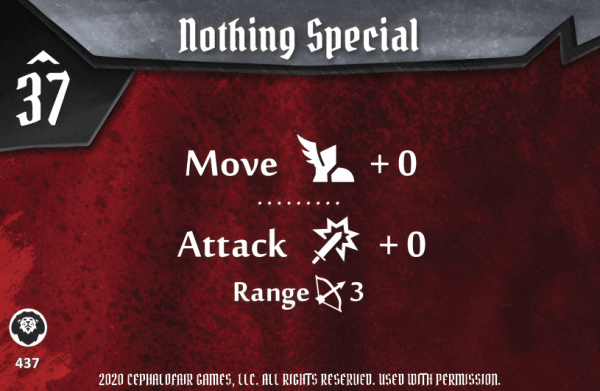 Nothing Special
37
Move + 0
Attack + 0
Range 3
437
2020 CEPHALOFAIR GAMES, LLC. ALL RIGHTS RESERVED. USED WITH PERMISSION.